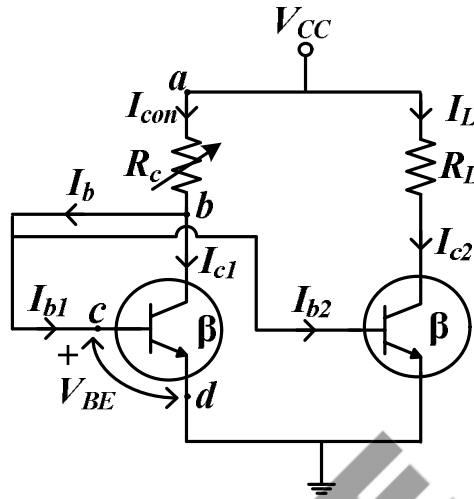 V_CC
a
I_con
I_L
R_c
R_L
I_b
b
I_c1
I_c2
I_b1
c
β
I_b2
β
+
V_BE
d